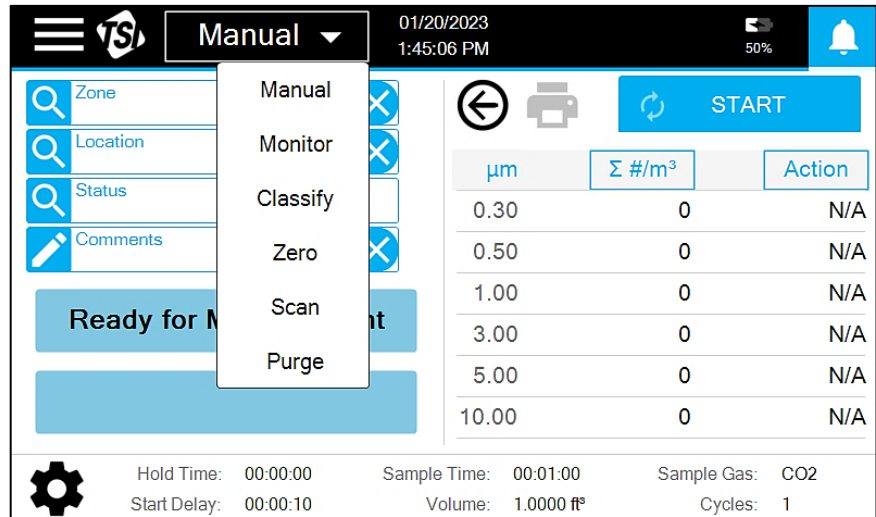 TSI
Manual
01/20/2023
1:45:06 PM
50%
Manual
Monitor
Classify
Zero
Scan
Purge
Zone
Location
Status
Comments
Ready for M nt
START
µm Σ #/m³ Action
0.30 0 N/A
0.50 0 N/A
1.00 0 N/A
3.00 0 N/A
5.00 0 N/A
10.00 0 N/A
Hold Time: 00:00:00 Sample Time: 00:01:00 Sample Gas: CO2
Start Delay: 00:00:10 Volume: 1.0000 ft³ Cycles: 1